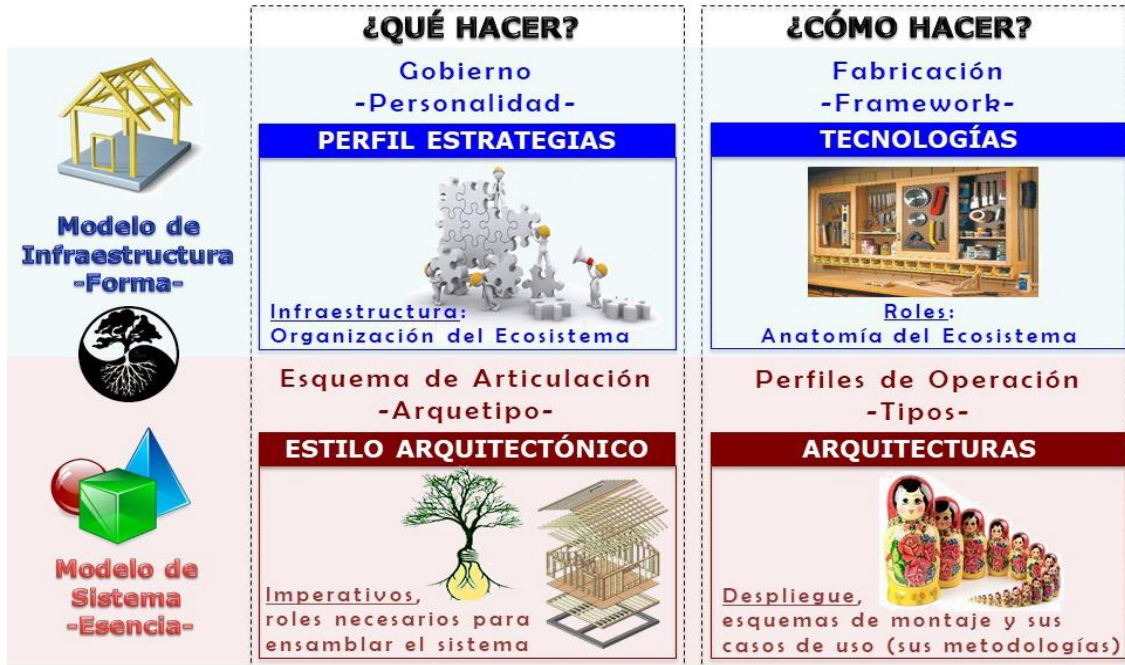 ¿QUÉ HACER?
¿CÓMO HACER?
Modelo de
Infraestructura
-Forma-
Gobierno
-Personalidad-
PERFIL ESTRATEGIAS
Infraestructura:
Organización del Ecosistema
Fabricación
-Framework-
TECNOLOGÍAS
Roles:
Anatomía del Ecosistema
Modelo de
Sistema
-Esencia-
Esquema de Articulación
-Arquetipo-
ESTILO ARQUITECTÓNICO
Imperativos,
roles necesarios para
ensamblar el sistema
Perfiles de Operación
-Tipos-
ARQUITECTURAS
Despliegue,
esquemas de montaje y sus
casos de uso (sus metodologías)